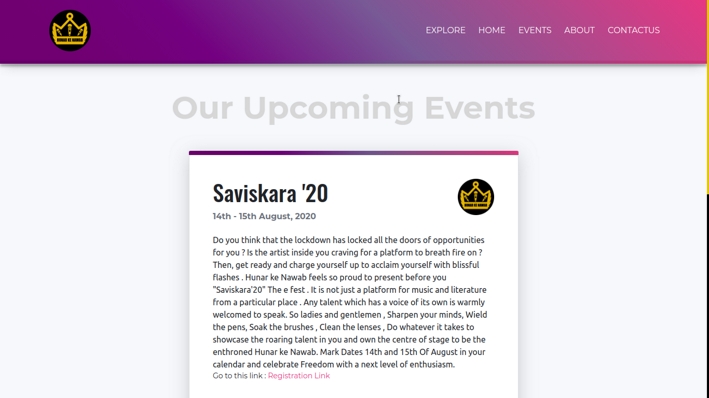 HUNAR KE NAWAB
EXPLORE HOME EVENTS ABOUT CONTACTUS
Our Upcoming Events
Saviskara '20
HUNAR KE NAWAB
14th - 15th August, 2020
Do you think that the lockdown has locked all the doors of opportunities
for you ? Is the artist inside you craving for a platform to breath fire on ?
Then, get ready and charge yourself up to acclaim yourself with blissful
flashes . Hunar ke Nawab feels so proud to present before you
"Saviskara'20" The e fest . It is not just a platform for music and literature
from a particular place . Any talent which has a voice of its own is warmly
welcomed to speak. So ladies and gentlemen , Sharpen your minds, Wield
the pens, Soak the brushes , Clean the lenses , Do whatever it takes to
showcase the roaring talent in you and own the centre of stage to be the
enthroned Hunar ke Nawab. Mark Dates 14th and 15th Of August in your
calendar and celebrate Freedom with a next level of enthusiasm.
Go to this link : Registration Link